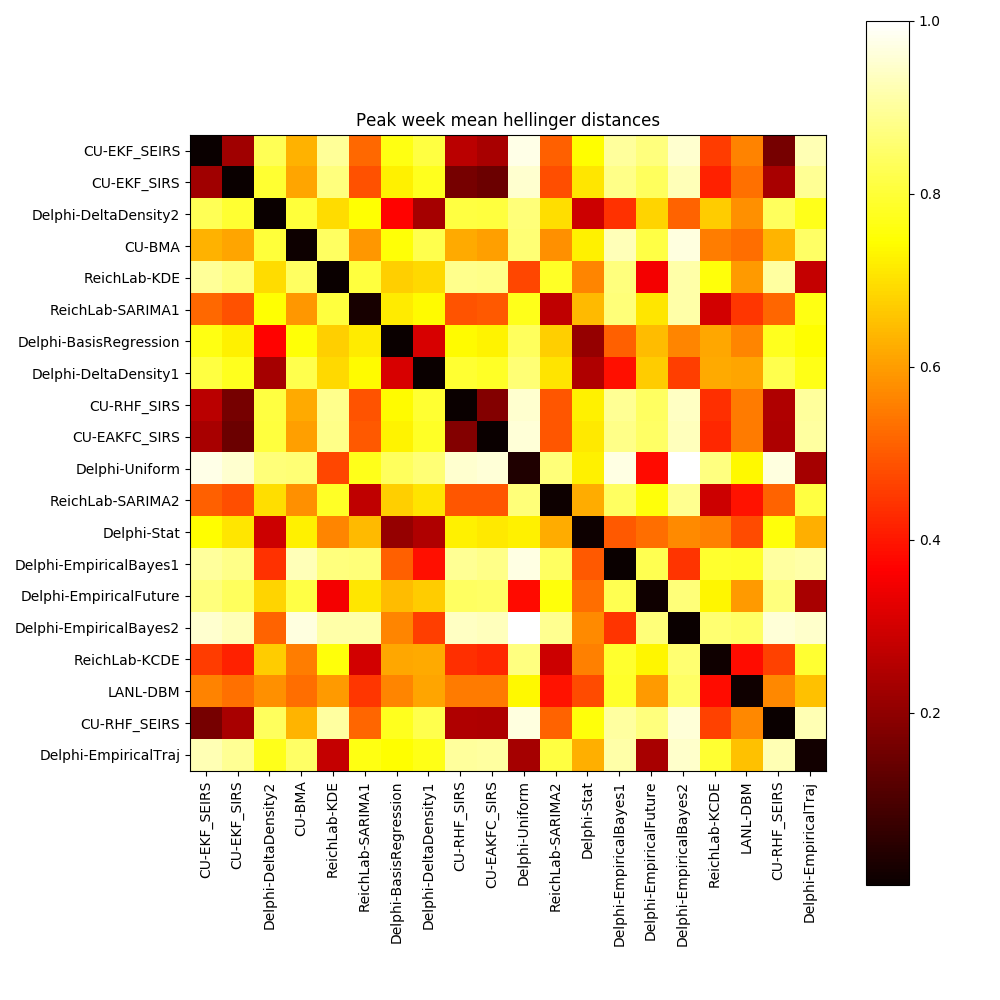 Peak week mean hellinger distances
CU-EKF_SEIRS
CU-EKF_SIRS
Delphi-DeltaDensity2
CU-BMA
ReichLab-KDE
ReichLab-SARIMA1
Delphi-BasisRegression
Delphi-DeltaDensity1
CU-RHF_SIRS
CU-EAKFC_SIRS
Delphi-Uniform
ReichLab-SARIMA2
Delphi-Stat
Delphi-EmpiricalBayes1
Delphi-EmpiricalFuture
Delphi-EmpiricalBayes2
ReichLab-KCDE
LANL-DBM
CU-RHF_SEIRS
Delphi-EmpiricalTraj
CU-EKF_SEIRS
CU-EKF_SIRS
Delphi-DeltaDensity2
CU-BMA
ReichLab-KDE
ReichLab-SARIMA1
Delphi-BasisRegression
Delphi-DeltaDensity1
CU-RHF_SIRS
CU-EAKFC_SIRS
Delphi-Uniform
ReichLab-SARIMA2
Delphi-Stat
Delphi-EmpiricalBayes1
Delphi-EmpiricalFuture
Delphi-EmpiricalBayes2
ReichLab-KCDE
LANL-DBM
CU-RHF_SEIRS
Delphi-EmpiricalTraj
1.0
0.8
0.6
0.4
0.2